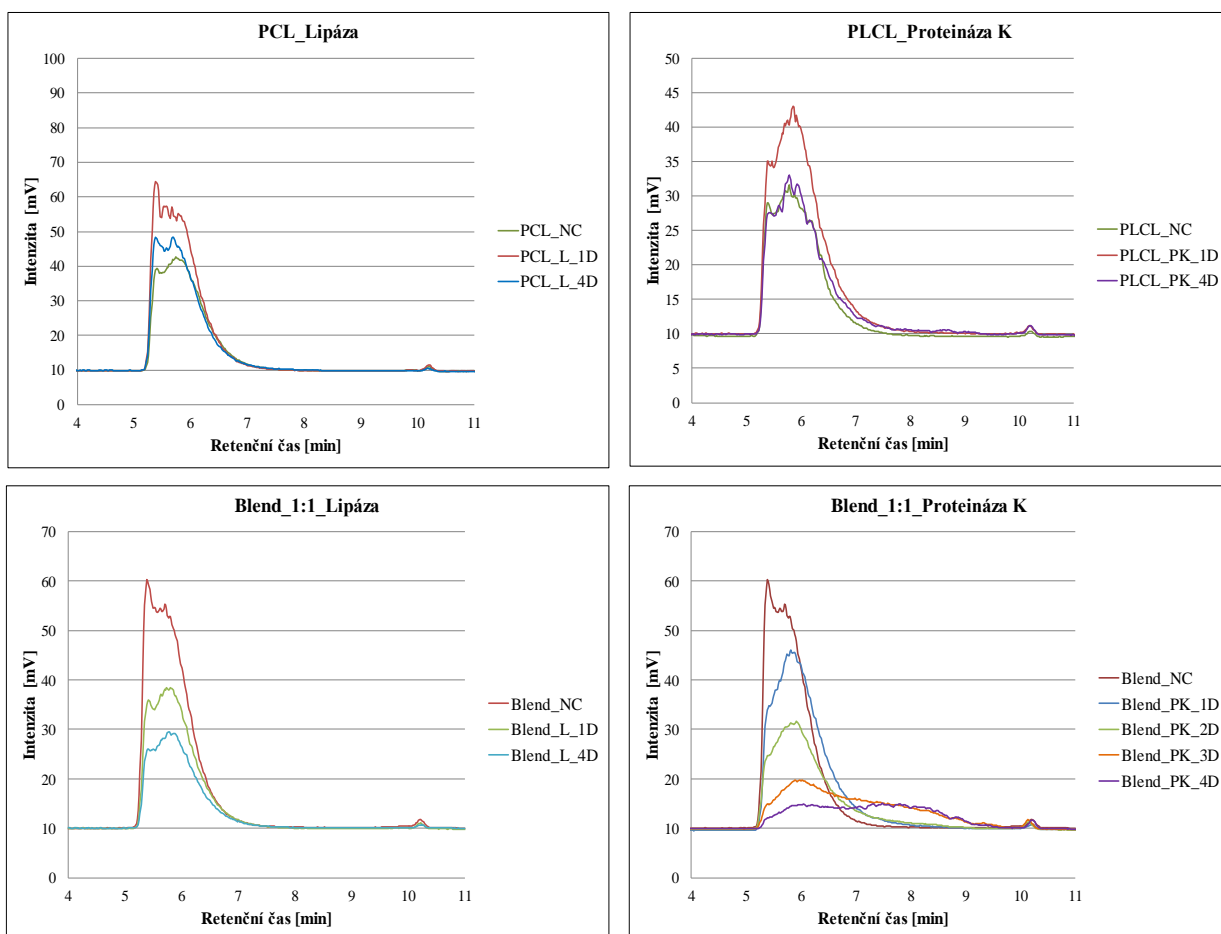 PCL_Lipáza
100
90
80
70
60
50
40
30
20
10
0
Intenzita [mV]
4 5 6 7 8 9 10 11
Retenční čas [min]
PCL_NC
PCL_L_1D
PCL_L_4D
PLCL_Proteináza K
50
45
40
35
30
25
20
15
10
5
0
Intenzita [mV]
4 5 6 7 8 9 10 11
Retenční čas [min]
PLCL_NC
PLCL_PK_1D
PLCL_PK_4D
Blend_1:1_Lipáza
70
60
50
40
30
20
10
0
Intenzita [mV]
4 5 6 7 8 9 10 11
Retenční čas [min]
Blend_NC
Blend_L_1D
Blend_L_4D
Blend_1:1_Proteináza K
70
60
50
40
30
20
10
0
Intenzita [mV]
4 5 6 7 8 9 10 11
Retenční čas [min]
Blend_NC
Blend_PK_1D
Blend_PK_2D
Blend_PK_3D
Blend_PK_4D